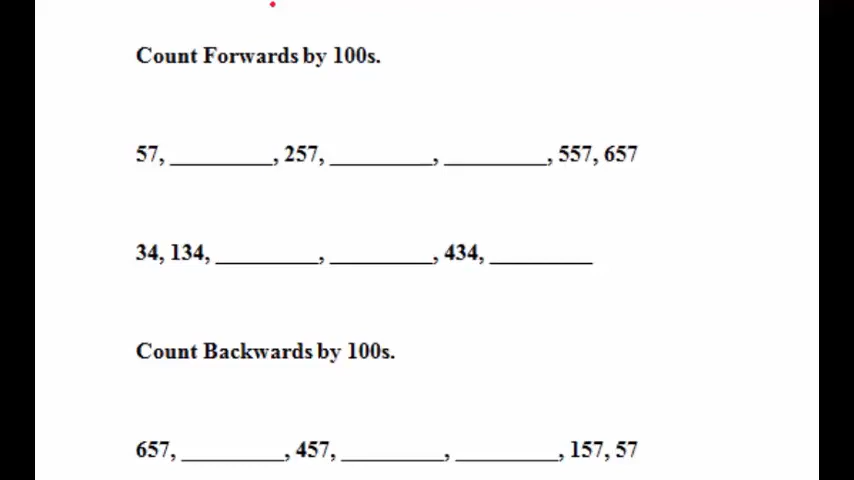 Count Forwards by 100s.
57, _________, 257, _________, _________, 557, 657
34, 134, _________, _________, 434, _________
Count Backwards by 100s.
657, _________, 457, _________, _________, 157, 57